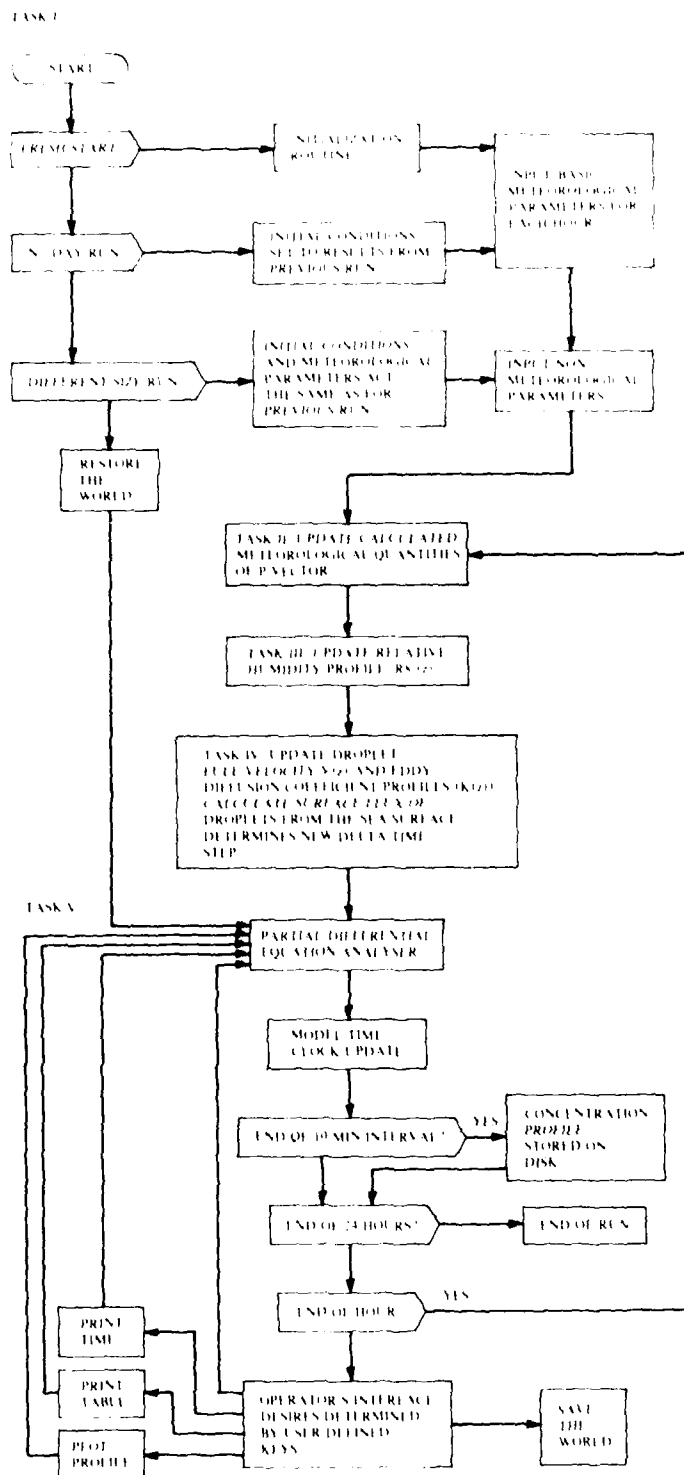 TASK I
START
FRESH START
INITIALIZATION
ROUTINE
INPUT BASIC
METEOROLOGICAL
PARAMETERS FOR
EACH HOUR
N - DAY RUN
INITIAL CONDITIONS
SET TO RESULTS FROM
PREVIOUS RUN
DIFFERENT SIZE RUN
INITIAL CONDITIONS
AND METEOROLOGICAL
PARAMETERS ACT
THE SAME AS FOR
PREVIOUS RUN
INPUT NON
METEOROLOGICAL
PARAMETERS
RESTORE
THE
WORLD
TASK II: UPDATE CALCULATED
METEOROLOGICAL QUANTITIES
OF P VECTOR
TASK III: UPDATE RELATIVE
HUMIDITY PROFILE: RS (z)
TASK IV: UPDATE DROPLET
FULL VELOCITY V(z) AND EDDY
DIFFUSION COEFFICIENT PROFILES (K(z))
CALCULATE SURFACE FLUX OF
DROPLETS FROM THE SEA SURFACE
DETERMINES NEW DELTA-TIME
STEP
TASK V
PARTIAL DIFFERENTIAL
EQUATION ANALYSER
MODEL TIME
CLOCK UPDATE
END OF 10 MIN INTERVAL?
YES
CONCENTRATION
PROFILE
STORED ON
DISK
END OF 24 HOURS?
END OF RUN
END OF HOUR
YES
PRINT
TIME
PRINT
TABLE
PLOT
PROFILE
OPERATOR'S INTERFACE
DESIRES DETERMINED
BY USER DEFINED
KEYS
SAVE
THE
WORLD